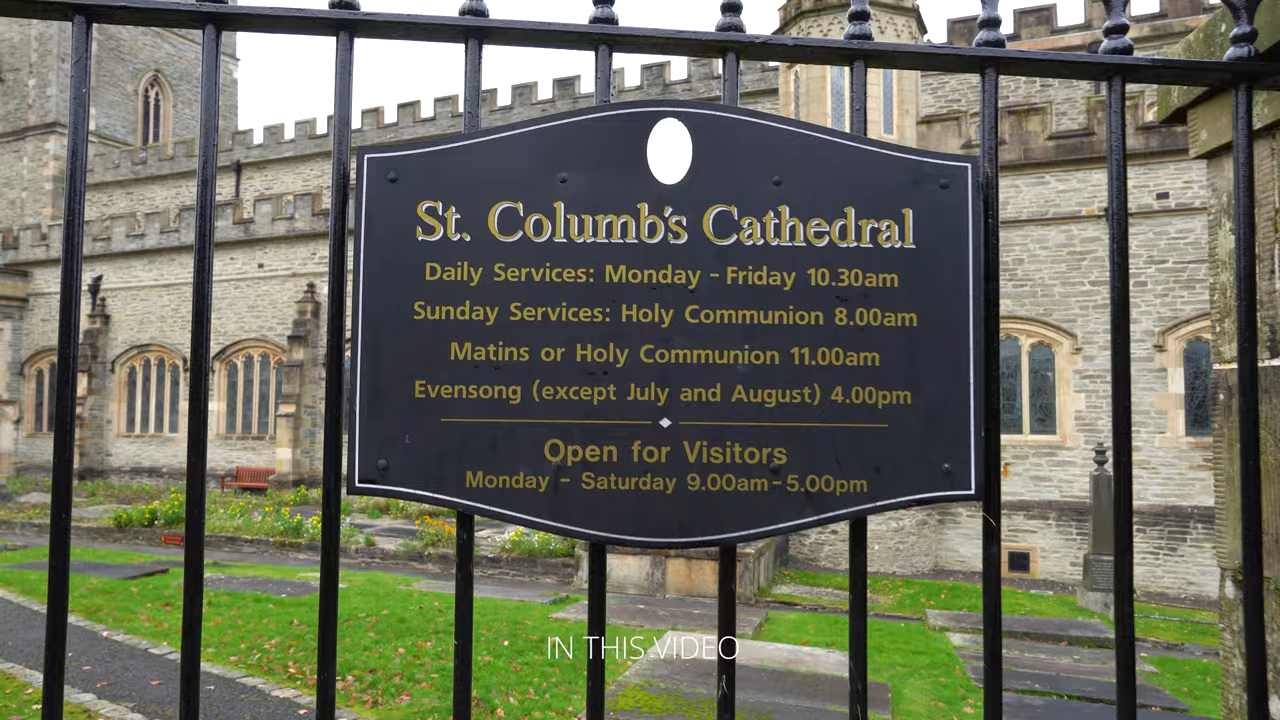 St. Columb's Cathedral
Daily Services: Monday - Friday 10.30am
Sunday Services: Holy Communion 8.00am
Matins or Holy Communion 11.00am
Evensong (except July and August) 4.00pm
Open for Visitors
Monday - Saturday 9.00am-5.00pm
IN THIS VIDEO